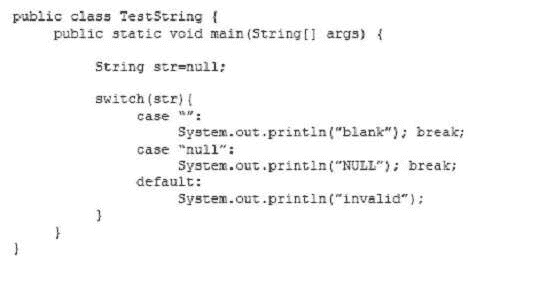 public class TestString {
public static void main(String[] args) {
String str=null;
switch(str){
case “”:
System.out.println(“blank”); break;
case “null”:
System.out.println(“NULL”); break;
default:
System.out.println(“invalid”);
}
}
}